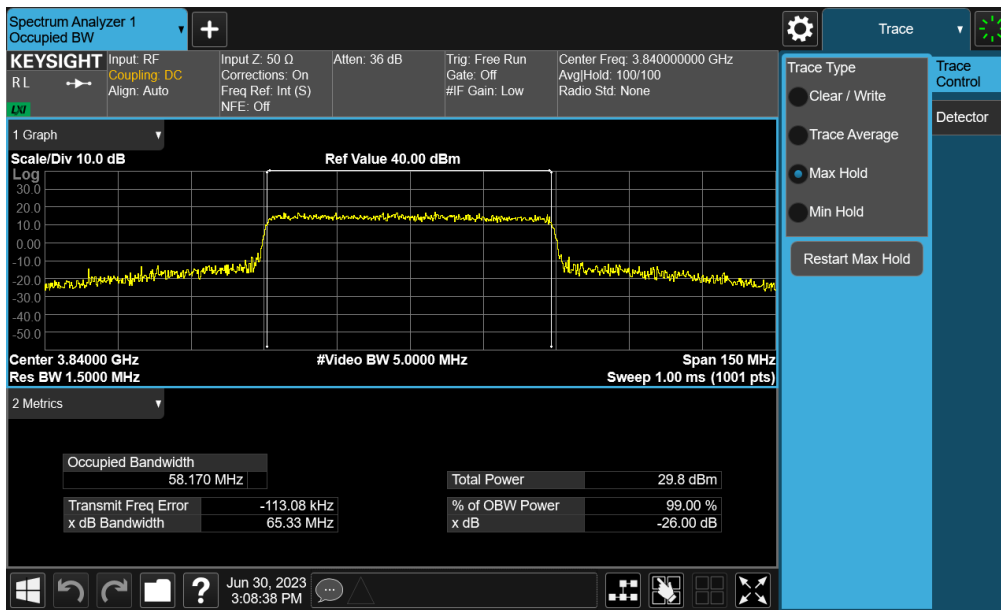 Spectrum Analyzer 1
Occupied BW
Trace
KEYSIGHT
R L
LXI
Input: RF
Coupling: DC
Align: Auto
Input Z: 50 Ω
Corrections: On
Freq Ref: Int (S)
NFE: Off
Atten: 36 dB
Trig: Free Run
Gate: Off
#IF Gain: Low
Center Freq: 3.840000000 GHz
Avg|Hold: 100/100
Radio Std: None
Trace Type
Clear / Write
Trace Average
Max Hold
Min Hold
Restart Max Hold
Trace
Control
Detector
1 Graph
Scale/Div 10.0 dB
Ref Value 40.00 dBm
Log
30.0
20.0
10.0
0.00
-10.0
-20.0
-30.0
-40.0
-50.0
Center 3.84000 GHz
#Video BW 5.0000 MHz
Span 150 MHz
Res BW 1.5000 MHz
Sweep 1.00 ms (1001 pts)
2 Metrics
Occupied Bandwidth
58.170 MHz
Total Power 29.8 dBm
Transmit Freq Error -113.08 kHz
% of OBW Power 99.00 %
x dB Bandwidth 65.33 MHz
x dB -26.00 dB
Jun 30, 2023
3:08:38 PM